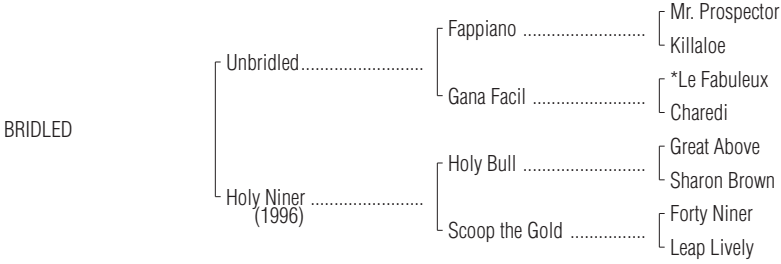 Mr. Prospector
Fappiano ..........................
Killaloe
Unbridled..........................
*Le Fabuleux
Gana Facil ........................
Charedi
BRIDLED
Great Above
Holy Bull ..........................
Sharon Brown
Holy Niner ........................
(1996)
Forty Niner
Scoop the Gold ................
Leap Lively